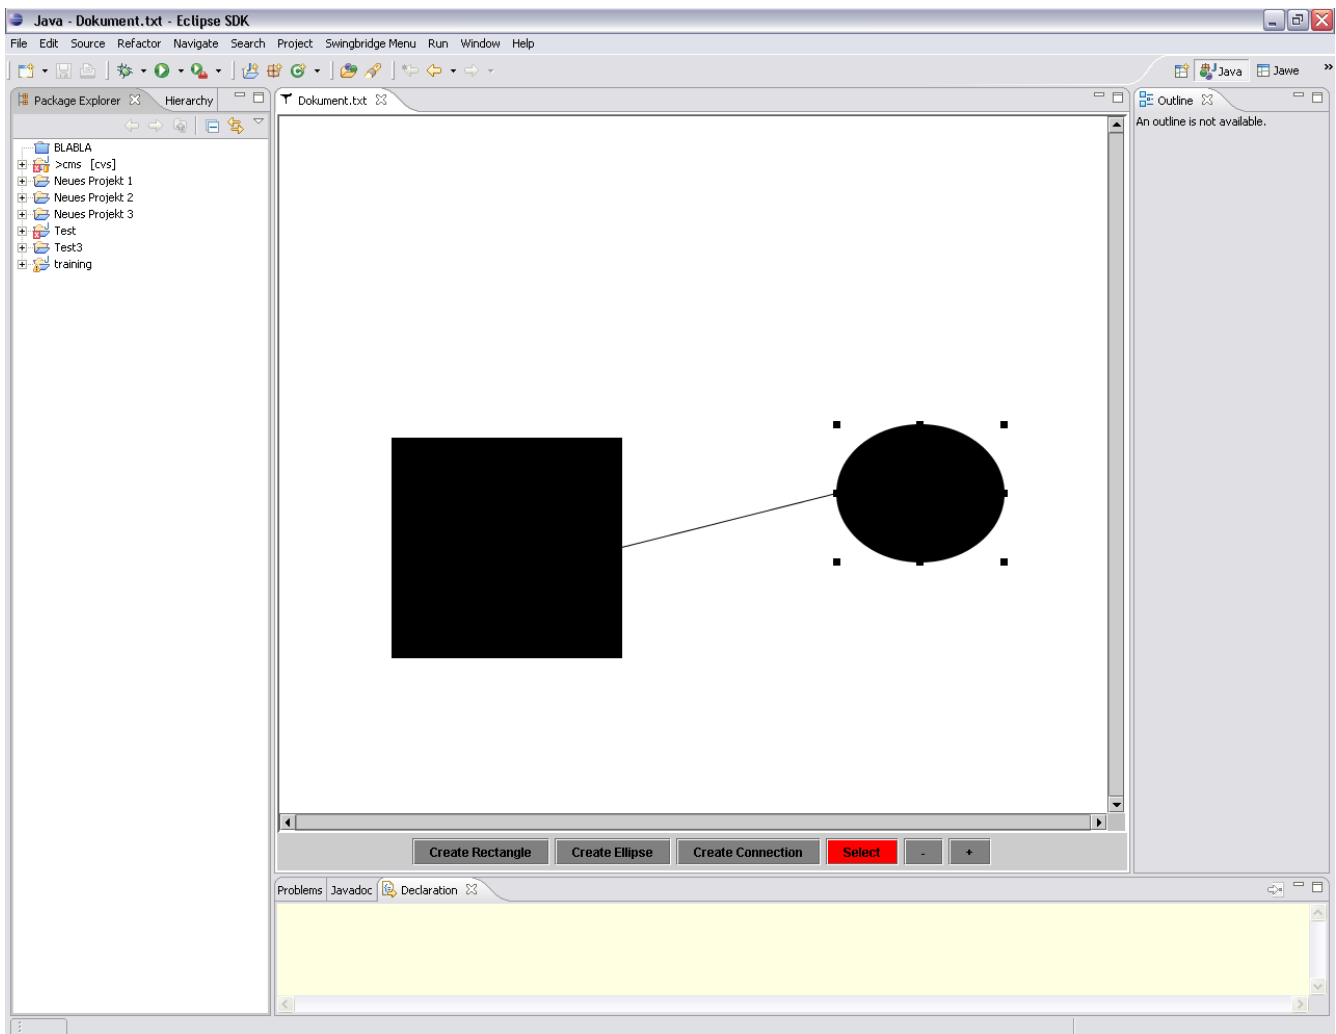 Java - Dokument.txt - Eclipse SDK
File Edit Source Refactor Navigate Search Project Swingbridge Menu Run Window Help
Java Jawe »
Package Explorer Hierarchy
Dokument.txt
Outline
An outline is not available.
BLABLA
>cms [cvs]
Neues Projekt 1
Neues Projekt 2
Neues Projekt 3
Test
Test3
training
Create Rectangle Create Ellipse Create Connection Select - +
Problems Javadoc Declaration